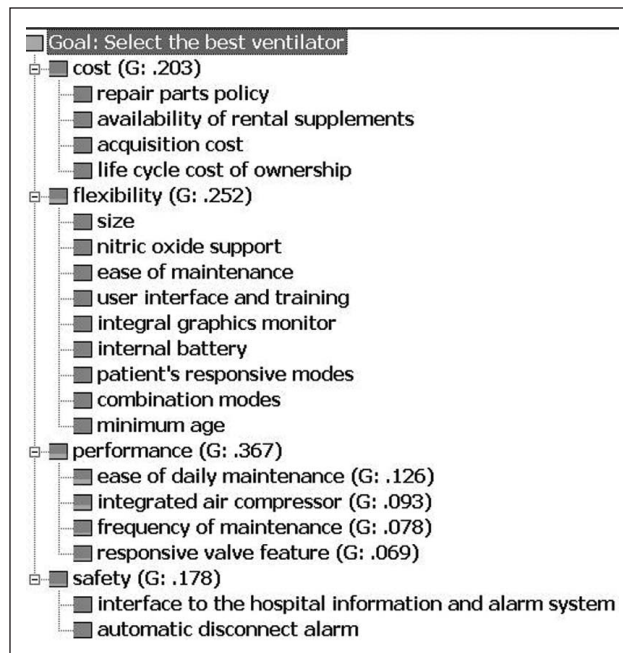 Goal: Select the best ventilator
cost (G: .203)
repair parts policy
availability of rental supplements
acquisition cost
life cycle cost of ownership
flexibility (G: .252)
size
nitric oxide support
ease of maintenance
user interface and training
integral graphics monitor
internal battery
patient's responsive modes
combination modes
minimum age
performance (G: .367)
ease of daily maintenance (G: .126)
integrated air compressor (G: .093)
frequency of maintenance (G: .078)
responsive valve feature (G: .069)
safety (G: .178)
interface to the hospital information and alarm system
automatic disconnect alarm